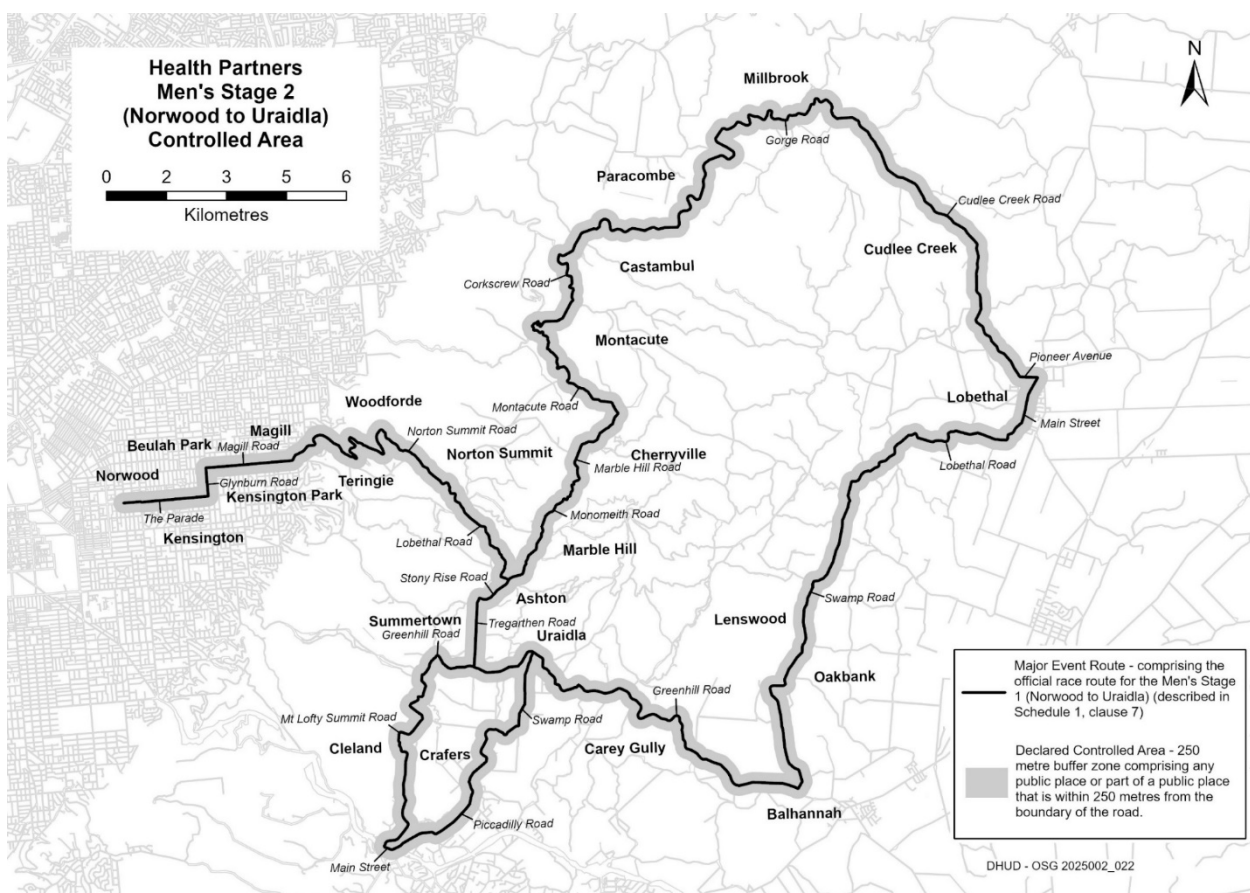 Health Partners
Men's Stage 2
(Norwood to Uraidla)
Controlled Area
0 2 3 5 6
Kilometres
N
Millbrook
Gorge Road
Paracombe
Cudlee Creek Road
Cudlee Creek
Castambul
Corkscrew Road
Montacute
Pioneer Avenue
Montacute Road
Lobethal
Woodforde
Main Street
Magill
Norton Summit Road
Beulah Park
Magill Road
Norton Summit
Cherryville
Lobethal Road
Marble Hill Road
Norwood
Teringie
Glynburn Road
Kensington Park
The Parade
Monomeith Road
Kensington
Lobethal Road
Marble Hill
Stony Rise Road
Ashton
Swamp Road
Summertown
Tregarthen Road
Lenswood
Greenhill Road
Uraidla
Oakbank
Greenhill Road
Mt Lofty Summit Road
Swamp Road
Cleland
Crafers
Carey Gully
Balhannah
Piccadilly Road
Main Street
Major Event Route - comprising the
official race route for the Men's Stage
1 (Norwood to Uraidla) (described in
Schedule 1, clause 7)
Declared Controlled Area - 250
metre buffer zone comprising any
public place or part of a public place
that is within 250 metres from the
boundary of the road.
DHUD - OSG 2025002_022